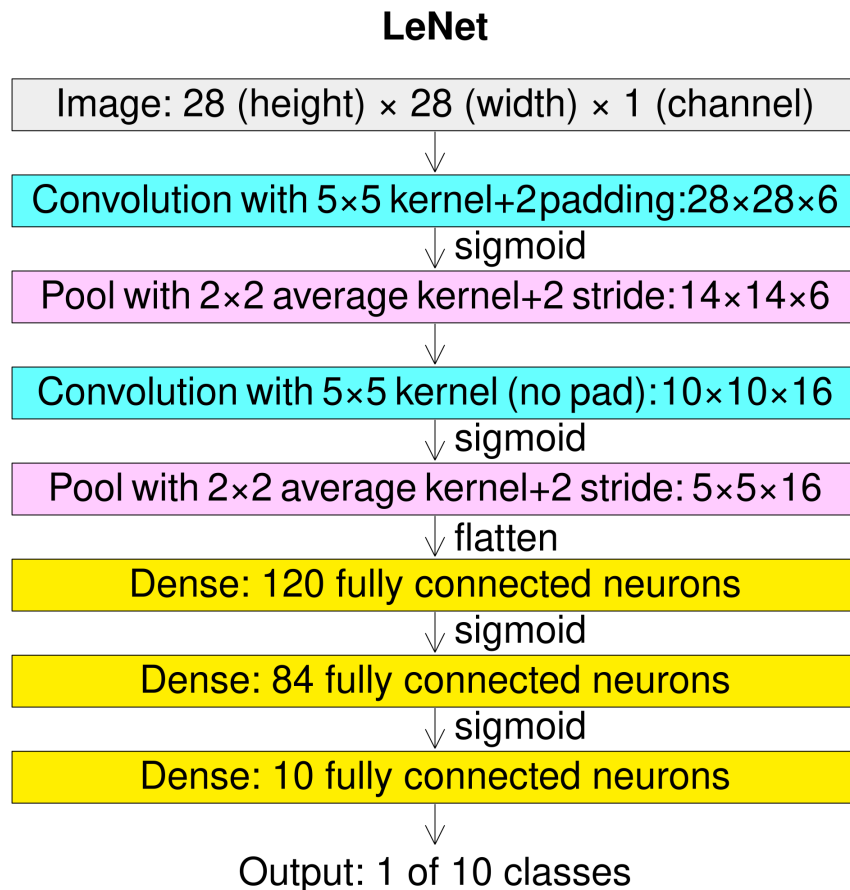 LeNet
Image: 28 (height) × 28 (width) × 1 (channel)
Convolution with 5×5 kernel+2padding:28×28×6
sigmoid
Pool with 2×2 average kernel+2 stride:14×14×6
Convolution with 5×5 kernel (no pad):10×10×16
sigmoid
Pool with 2×2 average kernel+2 stride: 5×5×16
flatten
Dense: 120 fully connected neurons
sigmoid
Dense: 84 fully connected neurons
sigmoid
Dense: 10 fully connected neurons
Output: 1 of 10 classes